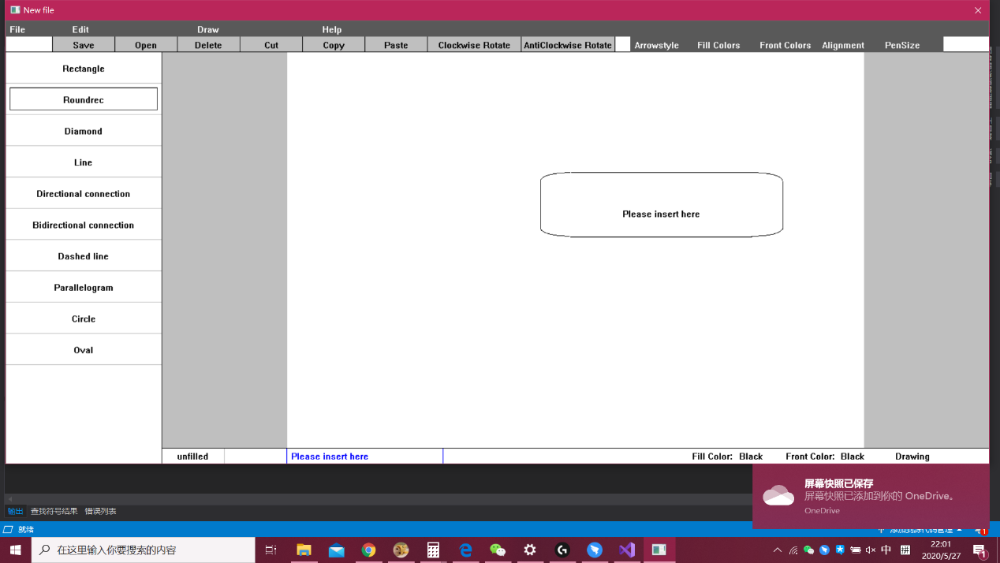 New file
File Edit Draw Help
Save Open Delete Cut Copy Paste Clockwise Rotate AntiClockwise Rotate Arrowstyle Fill Colors Front Colors Alignment PenSize
Rectangle
Roundrec
Diamond
Line
Directional connection
Bidirectional connection
Dashed line
Parallelogram
Circle
Oval
Please insert here
unfilled Please insert here Fill Color: Black Front Color: Black Drawing
屏幕快照已保存
屏幕快照已添加到你的 OneDrive。
OneDrive
输出 查找符号结果 错误列表
就绪
在这里输入你要搜索的内容
中
22:01
2020/5/27
1